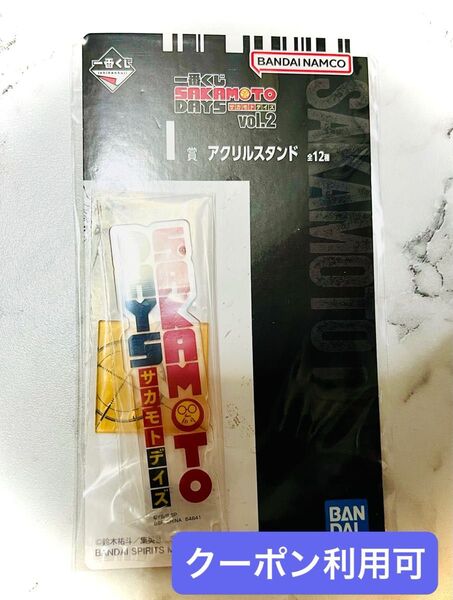 一番くじ
BANDAI NAMCO
一番くじ
SAKAMOTO
DAYS サカモトデイズ
vol.2
I賞 アクリルスタンド 全12種
SAKAMOTO
SAKAMOTO
DAYS
サカモトデイズ
©鈴木祐斗/集英
BANDAI SPIRITS
BAN
DAI
クーポン利用可